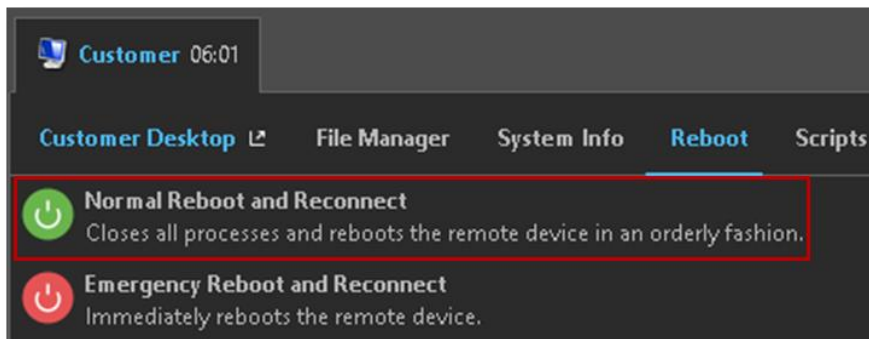 Customer 06:01
Customer Desktop File Manager System Info Reboot Scripts
Normal Reboot and Reconnect
Closes all processes and reboots the remote device in an orderly fashion.
Emergency Reboot and Reconnect
Immediately reboots the remote device.